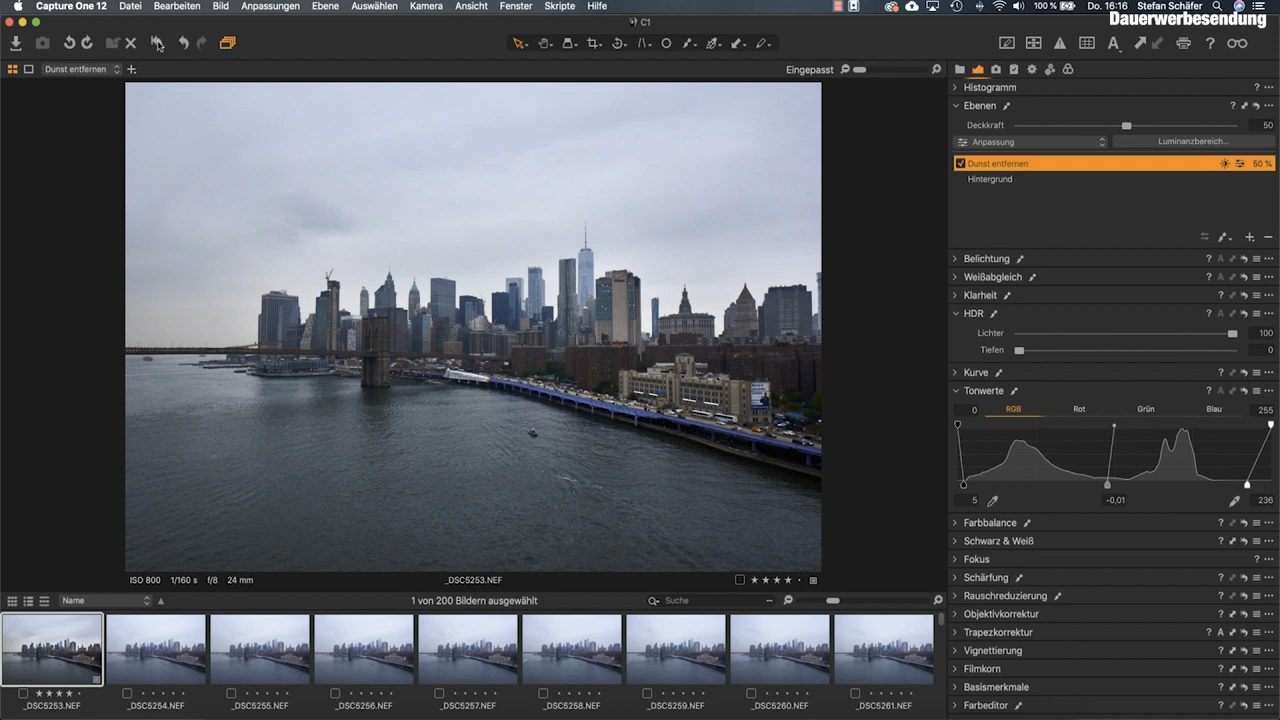 Capture One 12 Datei Bearbeiten Bild Anpassungen Ebene Auswählen Kamera Ansicht Fenster Skripte Hilfe 100 % Do. 16:16 Stefan Schäfer
Dauerwerbesendung
C1
Dunst entfernen
Eingepasst
Histogramm
Ebenen
Deckkraft 50
Anpassung Luminanzbereich...
Dunst entfernen 50 %
Hintergrund
Belichtung
Weißabgleich
Klarheit
HDR
Lichter 100
Tiefen 0
Kurve
Tonwerte
0 RGB Rot Grün Blau 255
5 -0,01 236
Farbbalance
Schwarz & Weiß
Fokus
Schärfung
Rauschreduzierung
Objektivkorrektur
Trapezkorrektur
Vignettierung
Filmkorn
Basismerkmale
Farbeditor
ISO 800 1/160 s f/8 24 mm _DSC5253.NEF
Name 1 von 200 Bildern ausgewählt Suche
_DSC5253.NEF _DSC5254.NEF _DSC5255.NEF _DSC5256.NEF _DSC5257.NEF _DSC5258.NEF _DSC5259.NEF _DSC5260.NEF _DSC5261.NEF